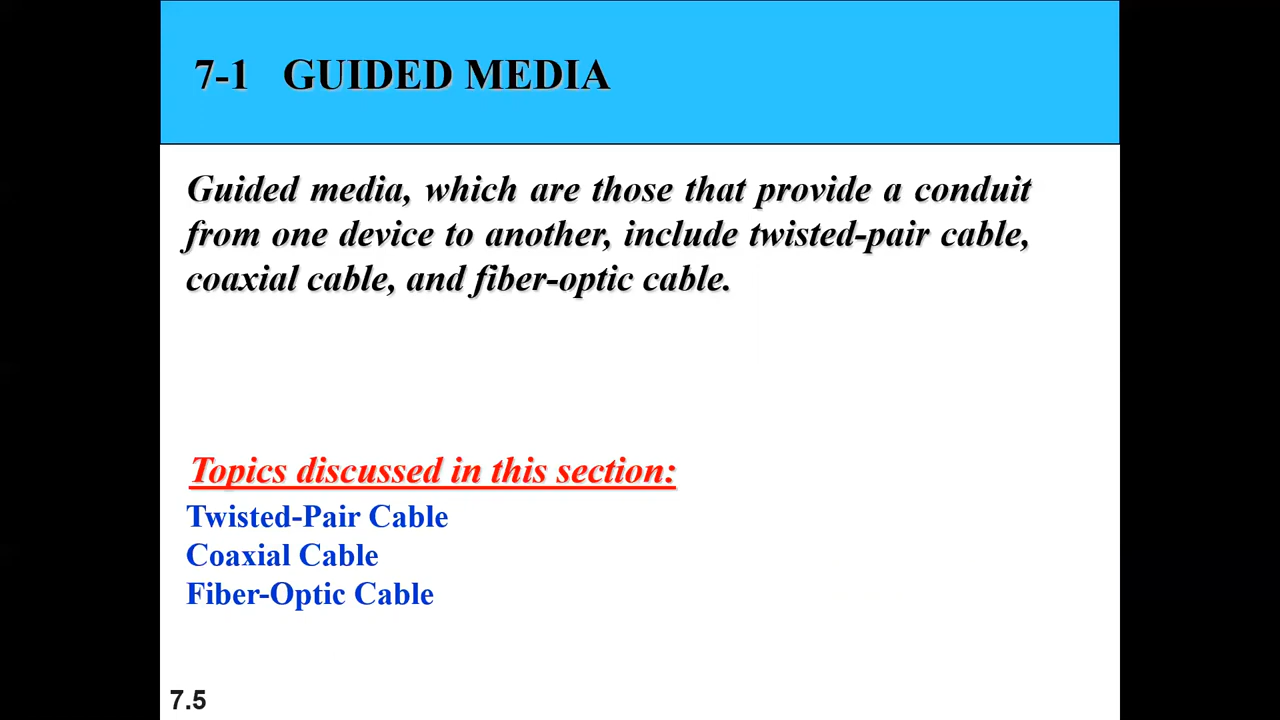 7-1 GUIDED MEDIA
Guided media, which are those that provide a conduit
from one device to another, include twisted-pair cable,
coaxial cable, and fiber-optic cable.
Topics discussed in this section:
Twisted-Pair Cable
Coaxial Cable
Fiber-Optic Cable
7.5